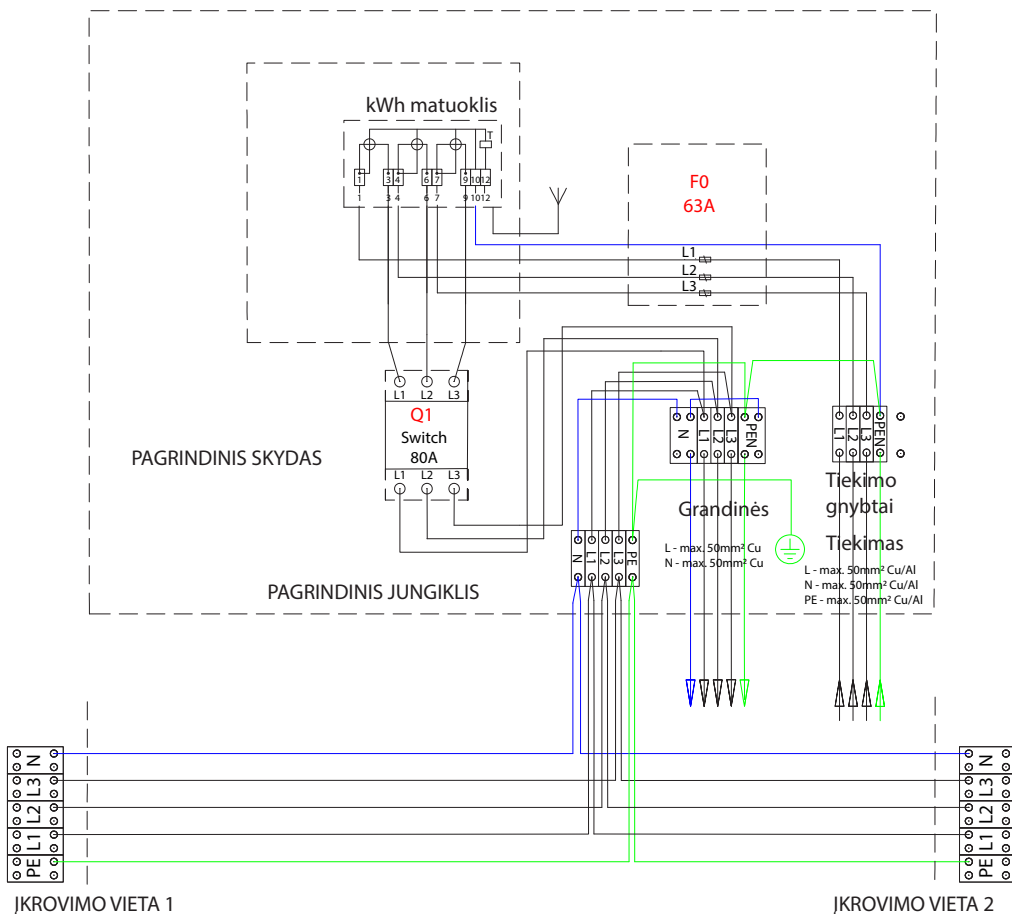 kWh matuoklis
T
1 3 4 6 7 9 10 12
1 3 4 6 7 9 10 12
F0
63A
L1
L2
L3
L1 L2 L3
Q1
Switch
80A
L1 L2 L3
PAGRINDINIS SKYDAS
N L1 L2 L3 PEN
L1 L2 L3 PEN
Grandinės
L - max. 50mm² Cu
N - max. 50mm² Cu
Tiekimo
gnybtai
Tiekimas
L - max. 50mm² Cu/Al
N - max. 50mm² Cu/Al
PE - max. 50mm² Cu/Al
N L1 L2 L3 PE
PAGRINDINIS JUNGIKLIS
N
L3
L2
L1
PE
N
L3
L2
L1
PE
ĮKROVIMO VIETA 1
ĮKROVIMO VIETA 2